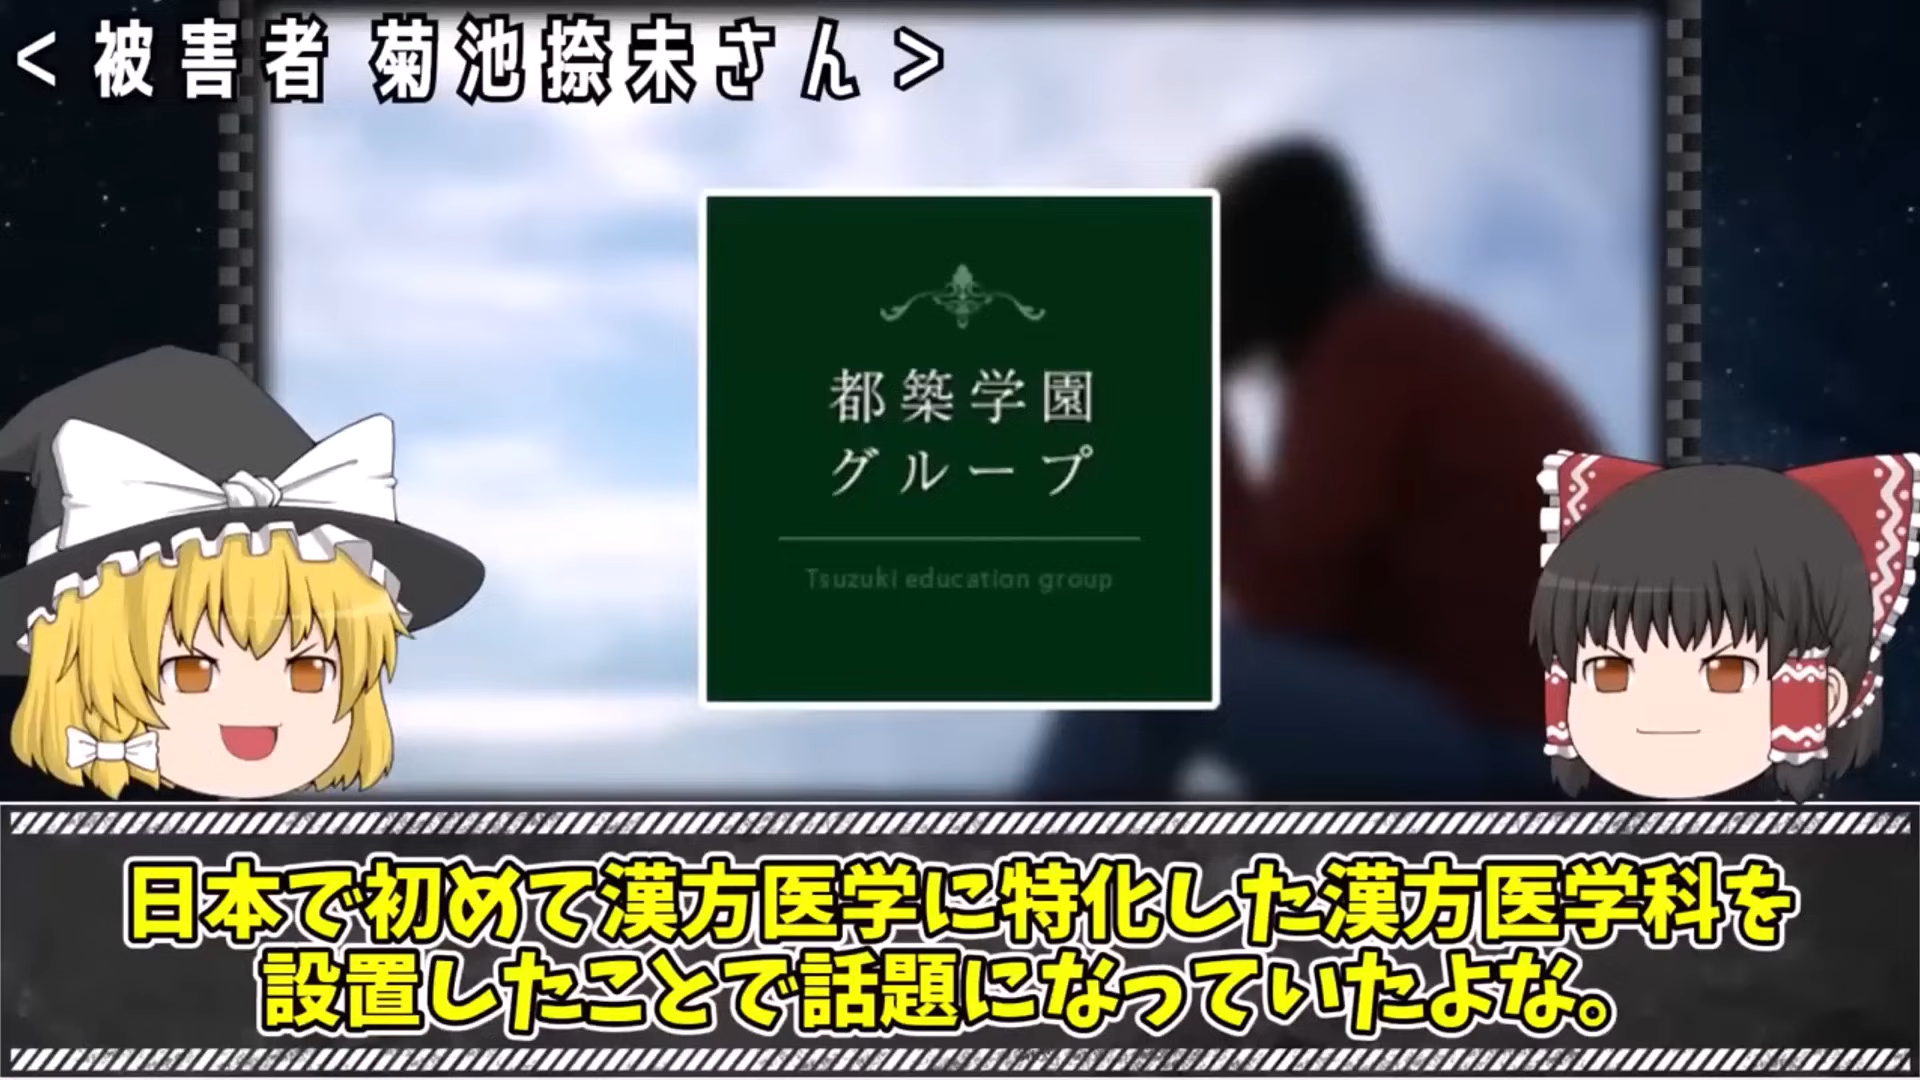 <被害者 菊池捺未さん>
都築学園
グループ
Tsuzuki education group
日本で初めて漢方医学に特化した漢方医学科を
設置したことで話題になっていたよな。